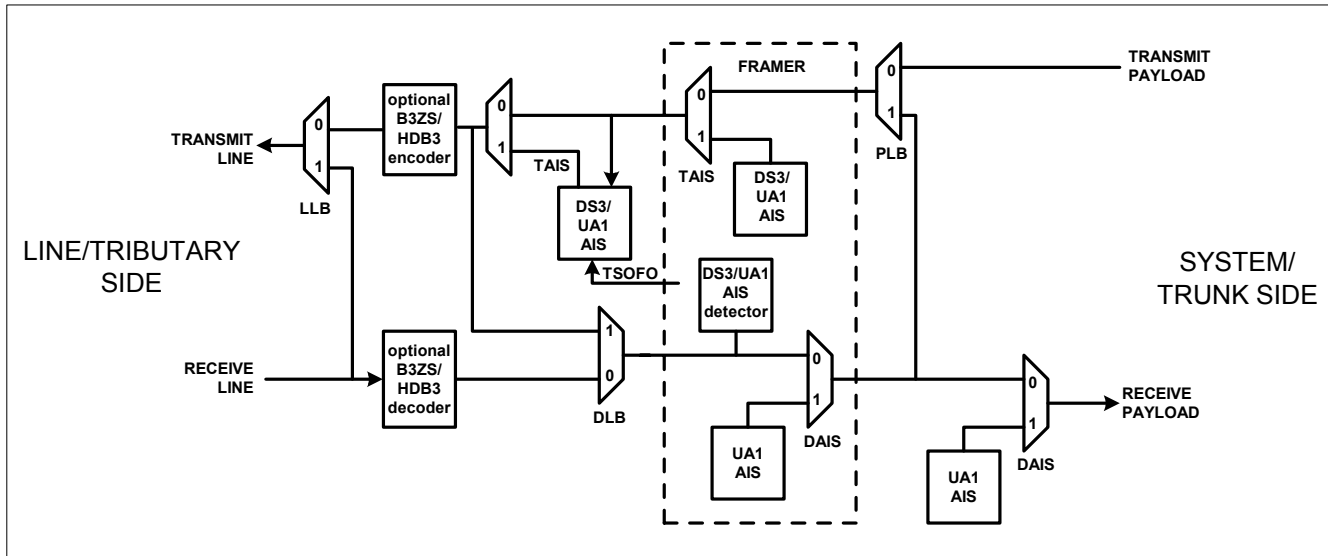 FRAMER
TRANSMIT
PAYLOAD
0
1
PLB
0
1
TAIS
DS3/
UA1
AIS
0
1
TAIS
DS3/
UA1
AIS
TSOFO
optional
B3ZS/
HDB3
encoder
0
1
LLB
TRANSMIT
LINE
LINE/TRIBUTARY
SIDE
SYSTEM/
TRUNK SIDE
DS3/UA1
AIS
detector
RECEIVE
LINE
optional
B3ZS/
HDB3
decoder
1
0
DLB
0
1
DAIS
UA1
AIS
0
1
DAIS
UA1
AIS
RECEIVE
PAYLOAD